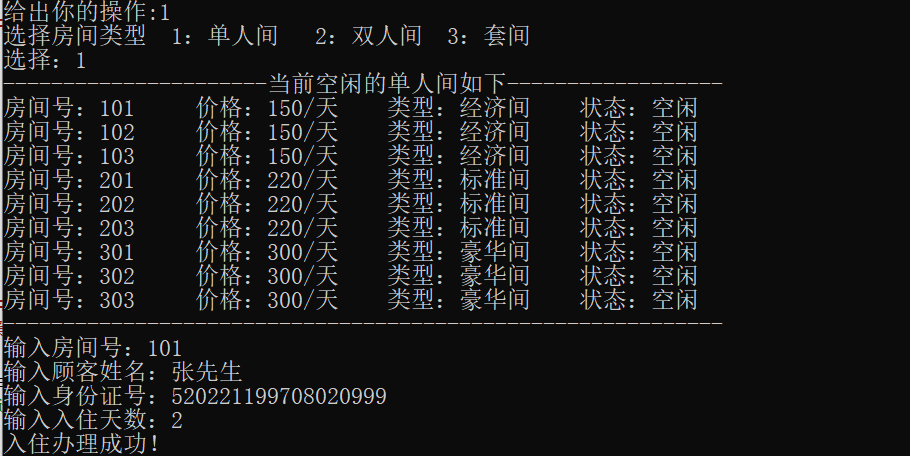 给出你的操作:1
选择房间类型  1：单人间   2：双人间  3：套间
选择：1
----------------------当前空闲的单人间如下------------------
房间号：101     价格：150/天    类型：经济间    状态：空闲
房间号：102     价格：150/天    类型：经济间    状态：空闲
房间号：103     价格：150/天    类型：经济间    状态：空闲
房间号：201     价格：220/天    类型：标准间    状态：空闲
房间号：202     价格：220/天    类型：标准间    状态：空闲
房间号：203     价格：220/天    类型：标准间    状态：空闲
房间号：301     价格：300/天    类型：豪华间    状态：空闲
房间号：302     价格：300/天    类型：豪华间    状态：空闲
房间号：303     价格：300/天    类型：豪华间    状态：空闲
------------------------------------------------------------
输入房间号：101
输入顾客姓名：张先生
输入身份证号：520221199708020999
输入入住天数：2
入住办理成功!